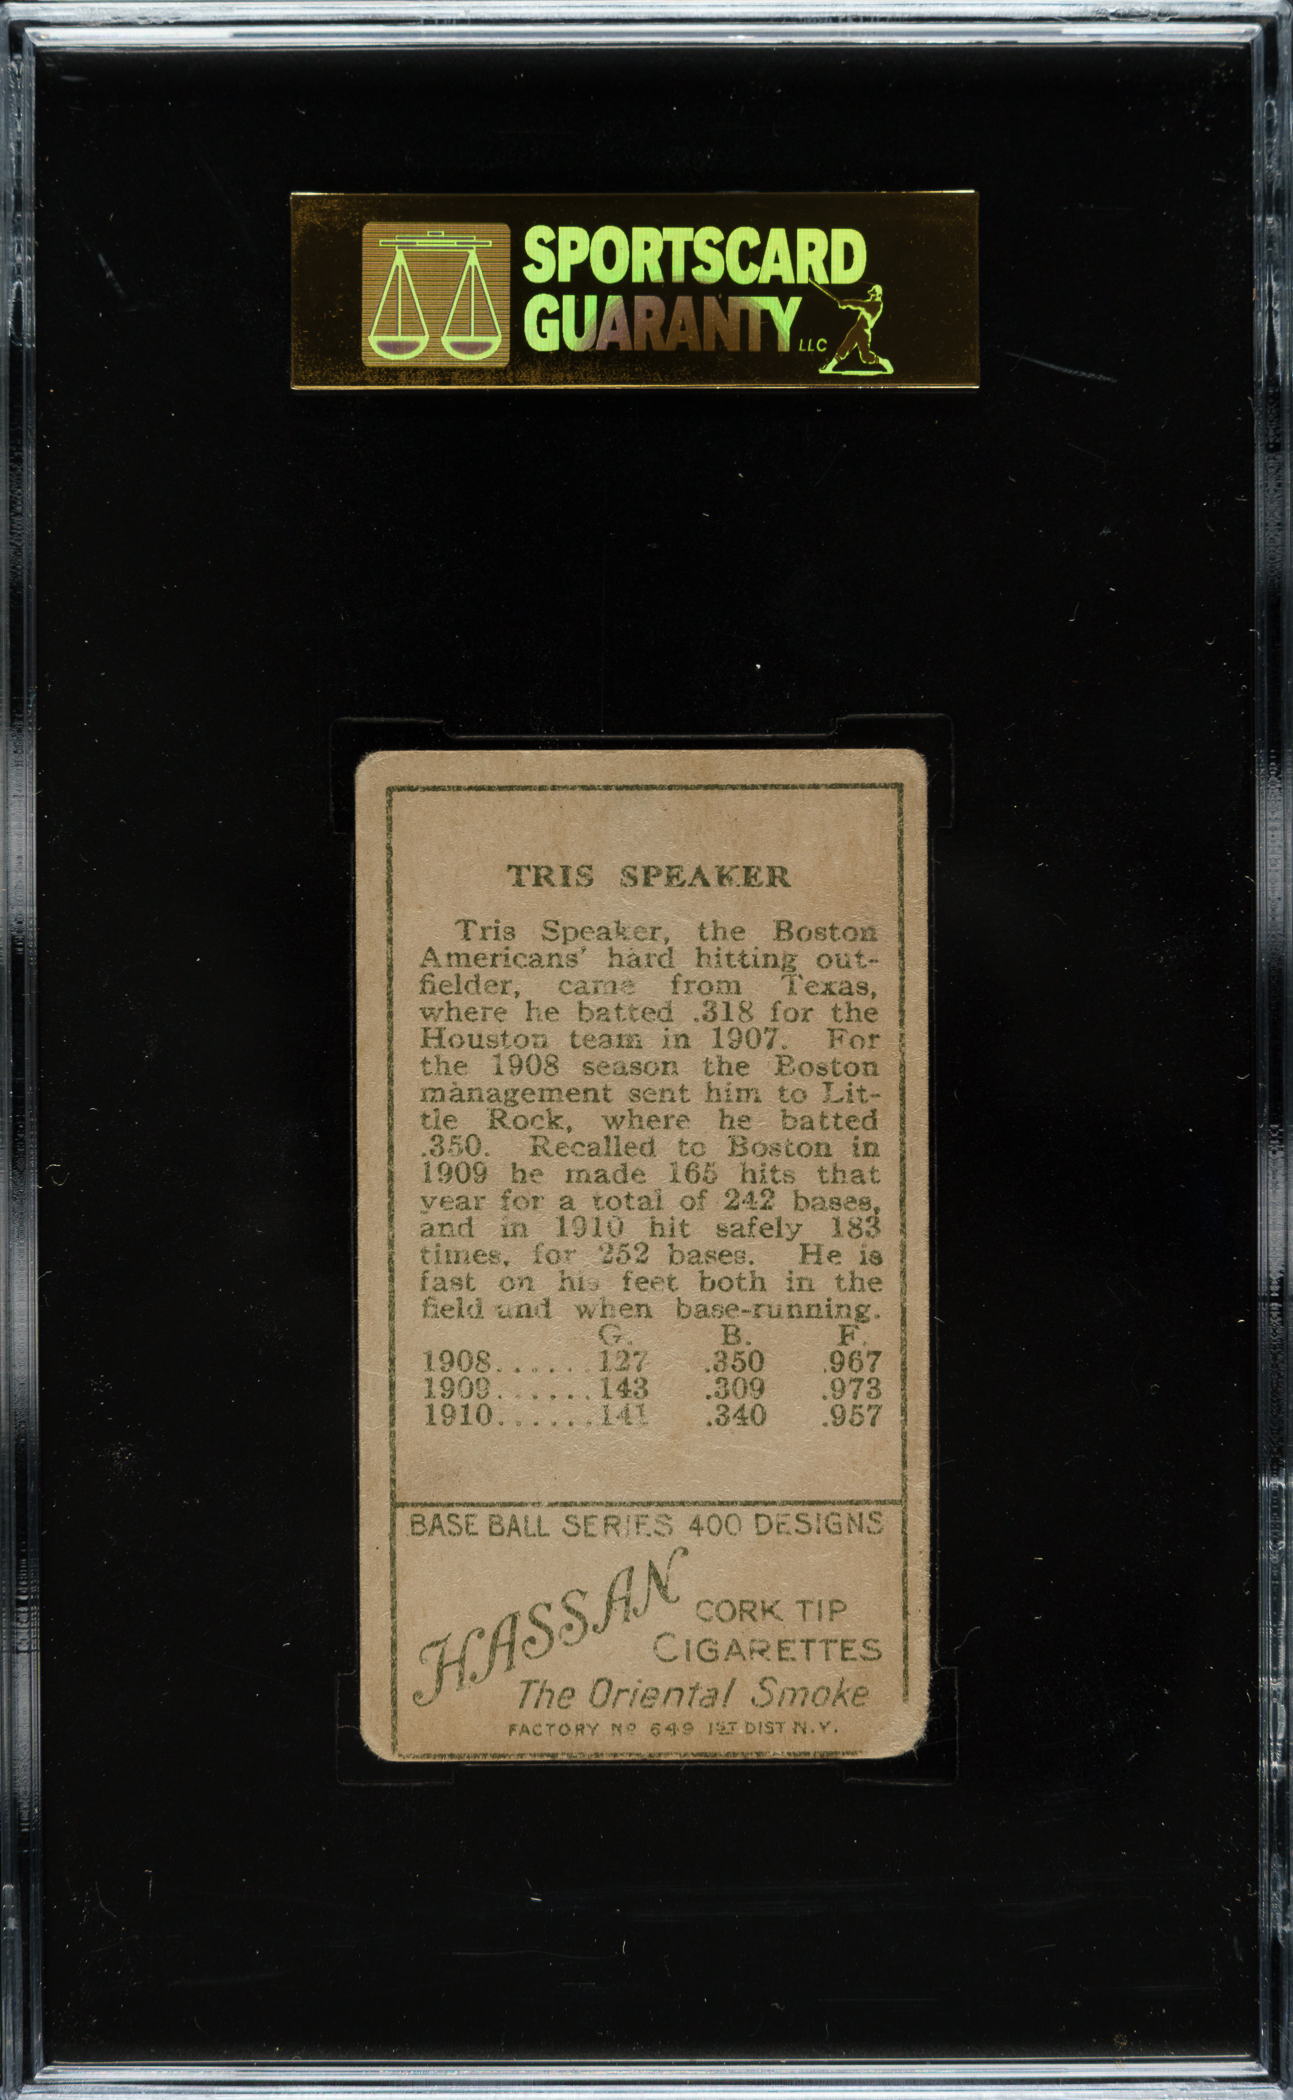 SPORTSCARD
GUARANTY LLC
TRIS SPEAKER
Tris Speaker, the Boston
Americans' hard hitting out-
fielder, came from Texas,
where he batted .318 for the
Houston team in 1907. For
the 1908 season the Boston
management sent him to Lit-
tle Rock, where he batted
.350. Recalled to Boston in
1909 he made 165 hits that
year for a total of 242 bases,
and in 1910 hit safely 183
times, for 252 bases. He is
fast on his feet both in the
field and when base-running.
G. B. F.
1908......127 .350 .967
1909......143 .309 .973
1910......141 .340 .957
BASE BALL SERIES 400 DESIGNS
HASSAN CORK TIP
CIGARETTES
The Oriental Smoke
FACTORY No 649 1ST DIST N.Y.